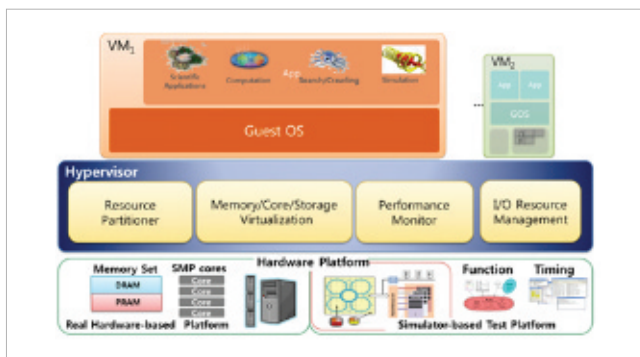 VM1
App
Scientific
Applications
Computation
Search/Crawling
Simulation
Guest OS
...
VM2
App
App
GOS
Hypervisor
Resource
Partitioner
Memory/Core/Storage
Virtualization
Performance
Monitor
I/O Resource
Management
Hardware Platform
Memory Set
DRAM
PRAM
SMP cores
Core
Core
Core
Core
Real Hardware-based Platform
Function
Timing
Simulator-based Test Platform